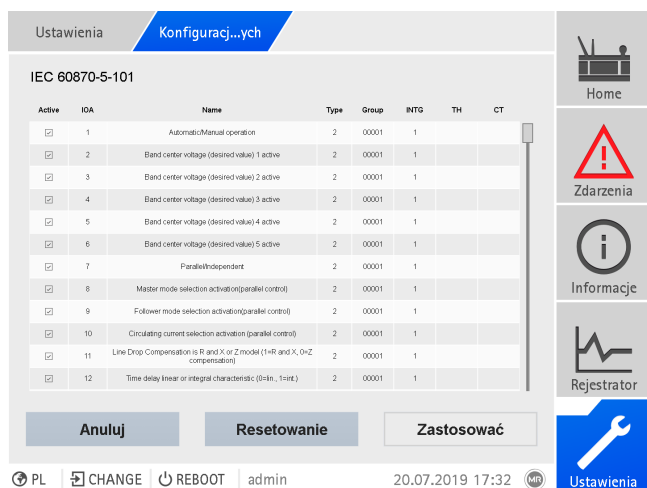 Ustawienia Konfiguracj...ych
IEC 60870-5-101
Active IOA Name Type Group INTG TH CT
1 Automatic/Manual operation 2 00001 1
2 Band center voltage (desired value) 1 active 2 00001 1
3 Band center voltage (desired value) 2 active 2 00001 1
4 Band center voltage (desired value) 3 active 2 00001 1
5 Band center voltage (desired value) 4 active 2 00001 1
6 Band center voltage (desired value) 5 active 2 00001 1
7 Parallel/Independent 2 00001 1
8 Master mode selection activation(parallel control) 2 00001 1
9 Follower mode selection activation(parallel control) 2 00001 1
10 Circulating current selection activation (parallel control) 2 00001 1
11 Line Drop Compensation is R and X or Z model (1=R and X, 0=Z
compensation) 2 00001 1
12 Time delay linear or integral characteristic (0=lin., 1=int.) 2 00001 1
Anuluj Resetowanie Zastosować
PL CHANGE REBOOT admin 20.07.2019 17:32 MR
Home
Zdarzenia
Informacje
Rejestrator
Ustawienia